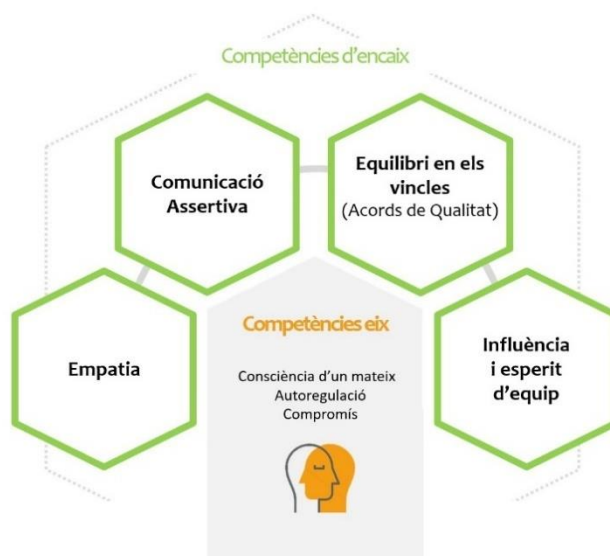 Competències d'encaix
Comunicació
Assertiva
Equilibri en els
vincles
(Acords de Qualitat)
Empatia
Competències eix
Consciència d'un mateix
Autoregulació
Compromís
Influència
i esperit
d'equip